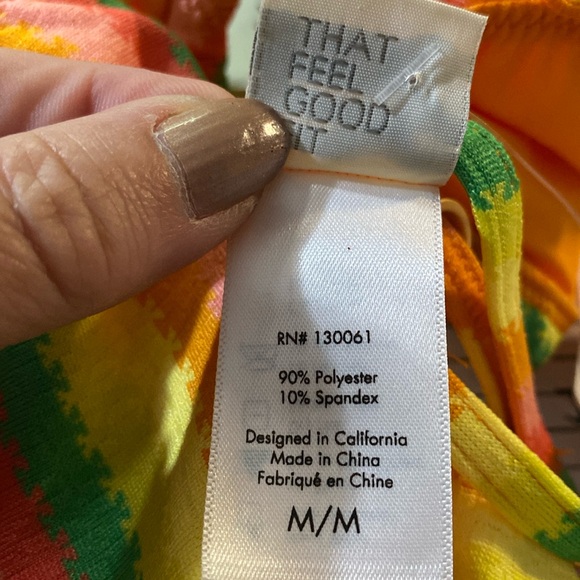 THAT
FEEL
GOOD
IT
RN# 130061
90% Polyester
10% Spandex
Designed in California
Made in China
Fabriqué en Chine
M/M